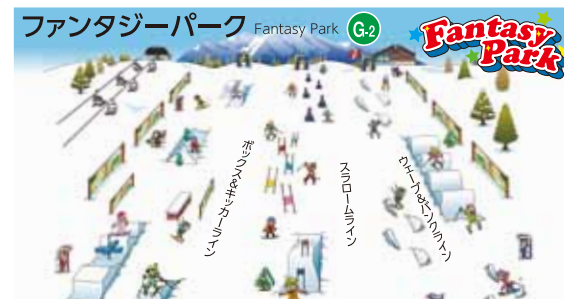 ファンタジーパーク Fantasy Park G-2
Fantasy
Park
ボックス&キッカーライン
スラロームライン
ウェーブ&バンクライン